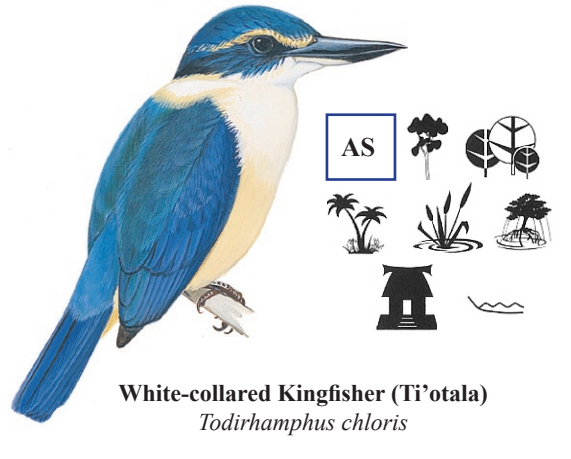 AS
White-collared Kingfisher (Ti’otala)
Todirhamphus chloris